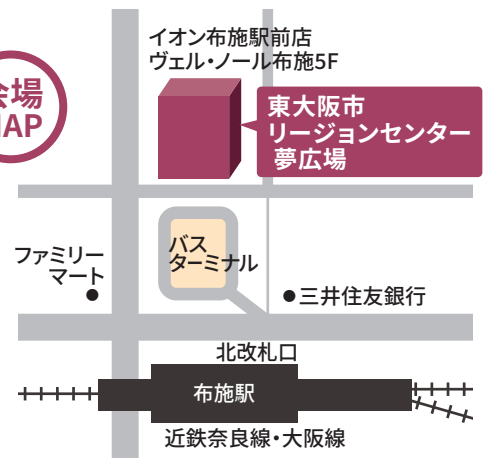 イオン布施駅前店
ヴェル・ノール布施5F
会場
MAP
東大阪市
リージョンセンター
夢広場
バス
ターミナル
ファミリー
マート
三井住友銀行
北改札口
布施駅
近鉄奈良線・大阪線